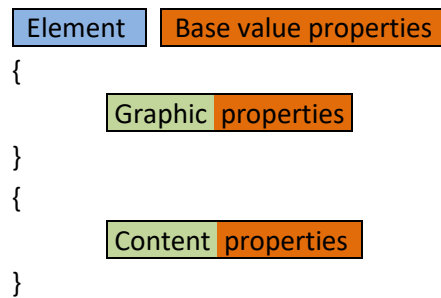 Element Base value properties
{
Graphic properties
}
{
Content properties
}